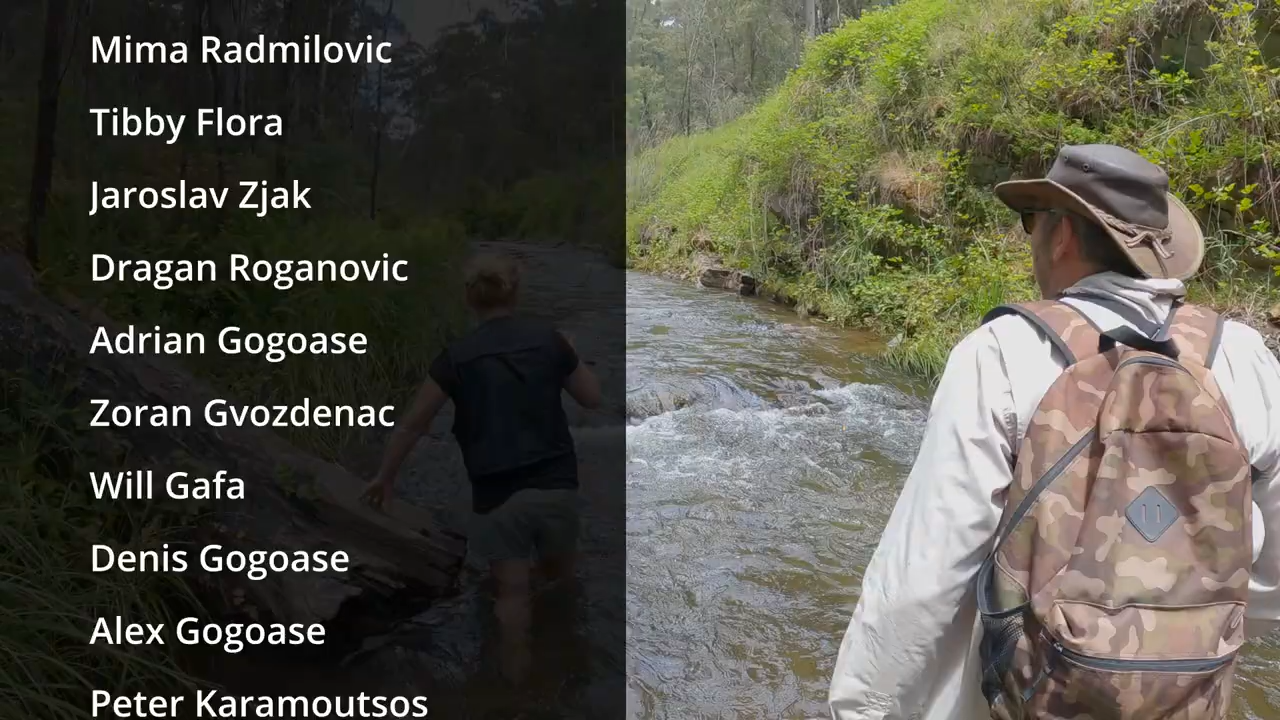 Mima Radmilovic
Tibby Flora
Jaroslav Zjak
Dragan Roganovic
Adrian Gogoase
Zoran Gvozdenac
Will Gafa
Denis Gogoase
Alex Gogoase
Peter Karamoutsos